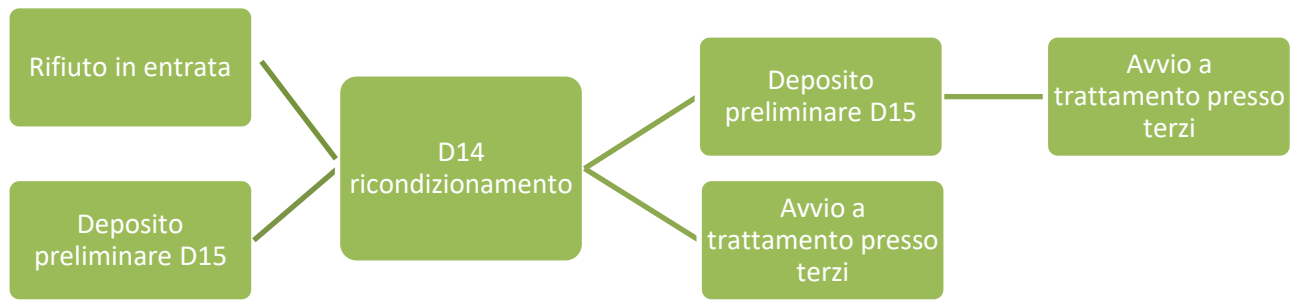 Rifiuto in entrata
Deposito
preliminare D15
D14
ricondizionamento
Deposito
preliminare D15
Avvio a
trattamento presso
terzi
Avvio a
trattamento presso
terzi